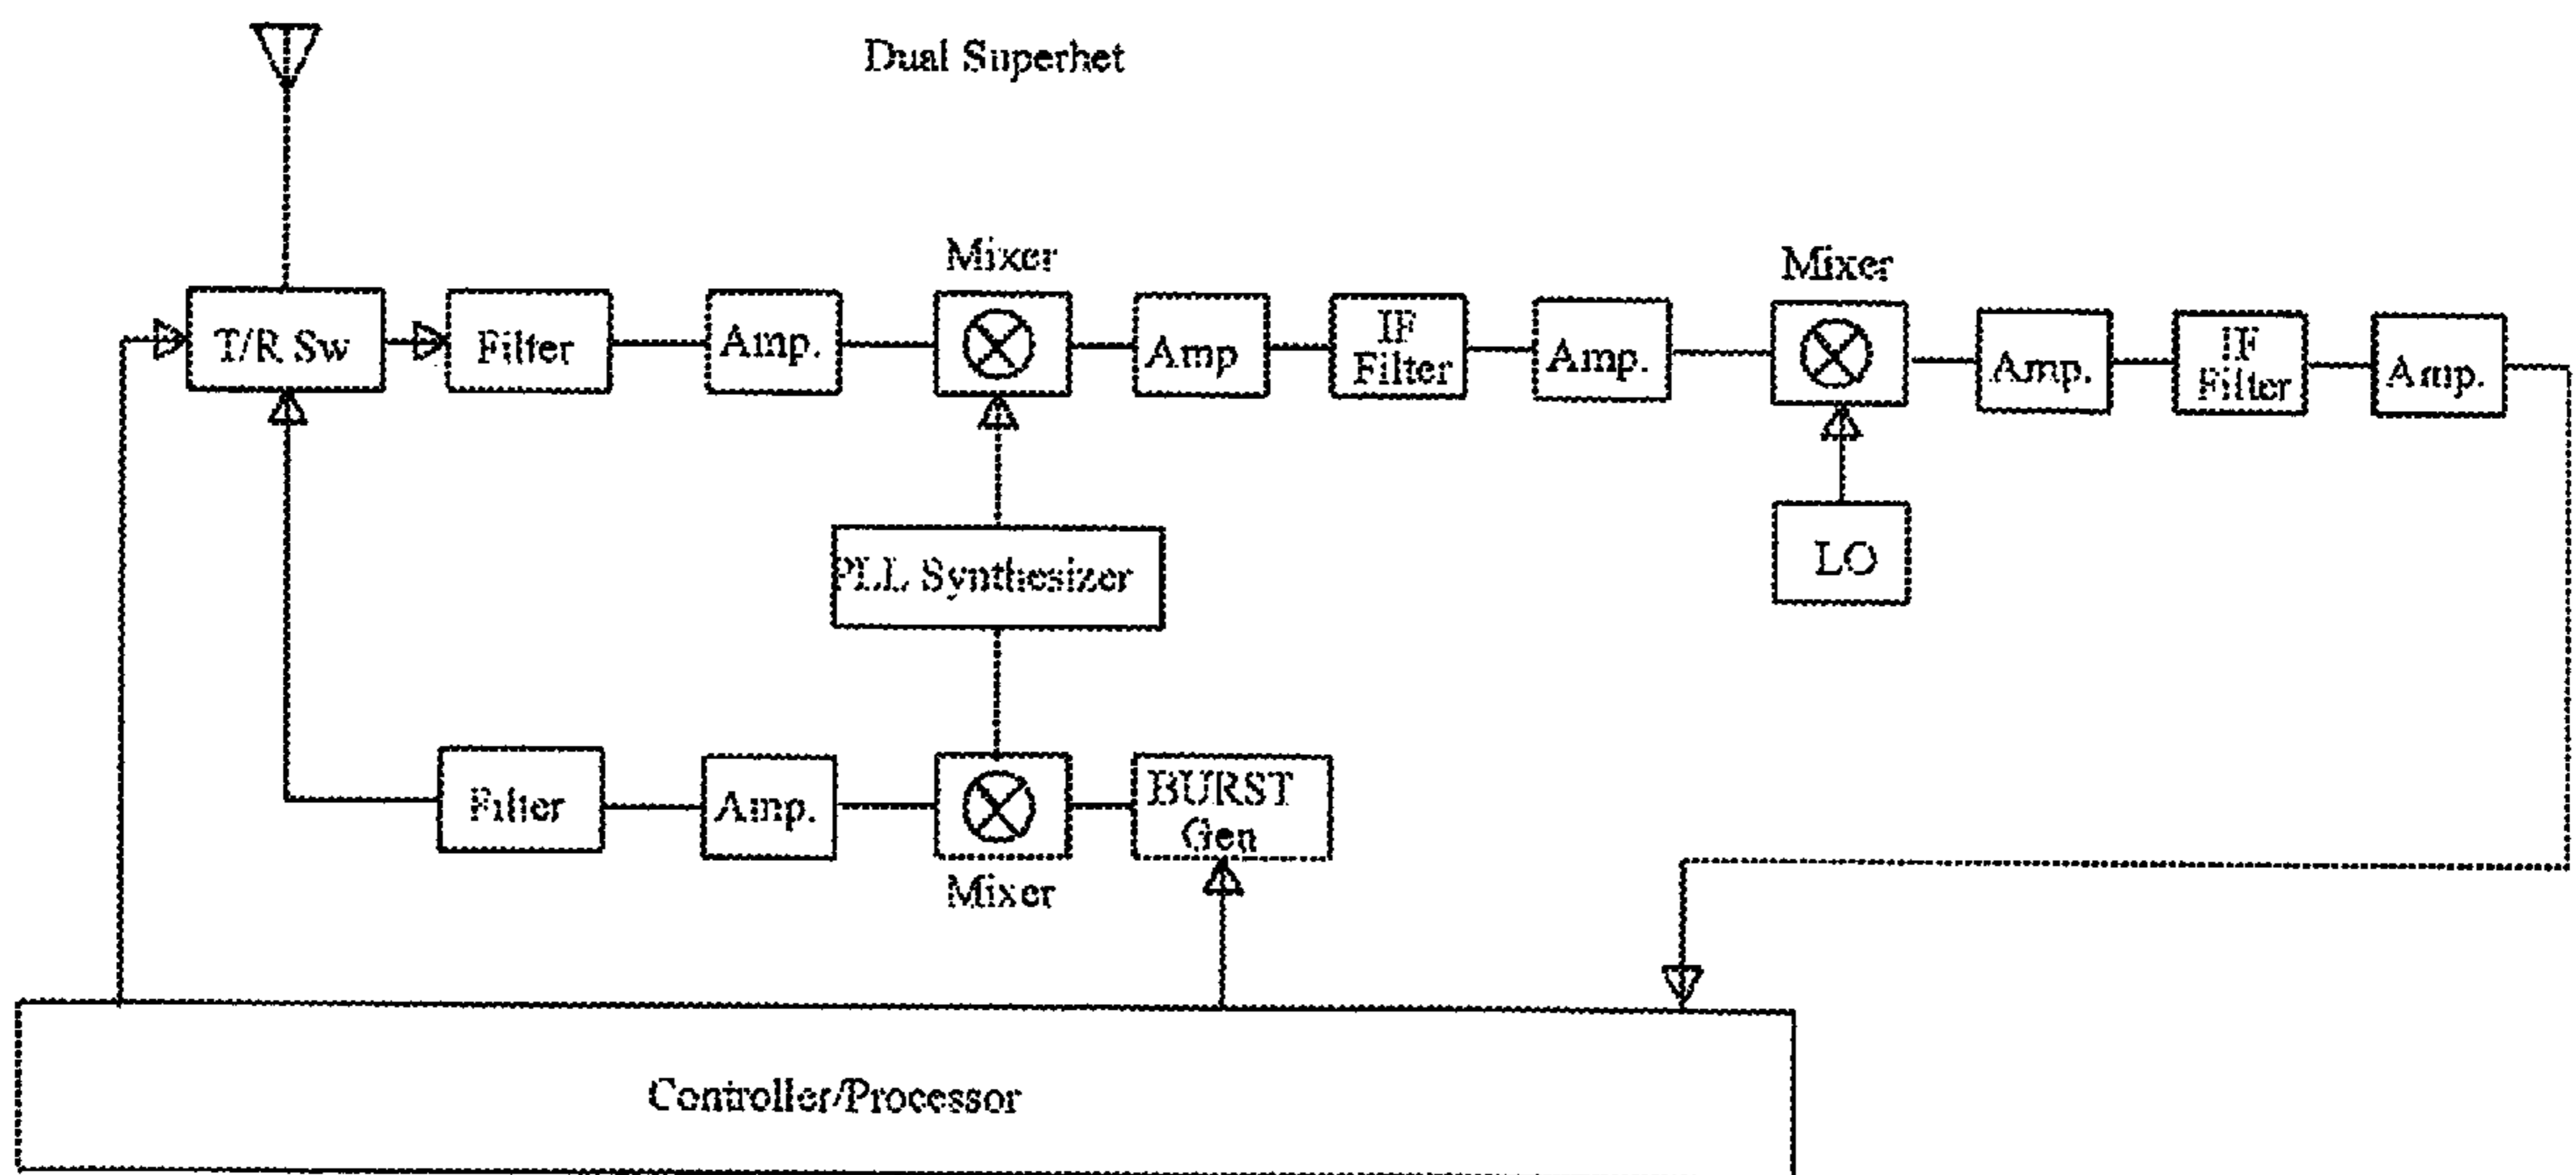 Dual Superhet
Mixer
Mixer
T/R Sw
Filter
Amp.
Amp
IF
Filter
Amp.
Amp.
IF
Filter
Amp.
LO
PLL Synthesizer
Filter
Amp.
BURST
Gen
Mixer
Controller/Processor